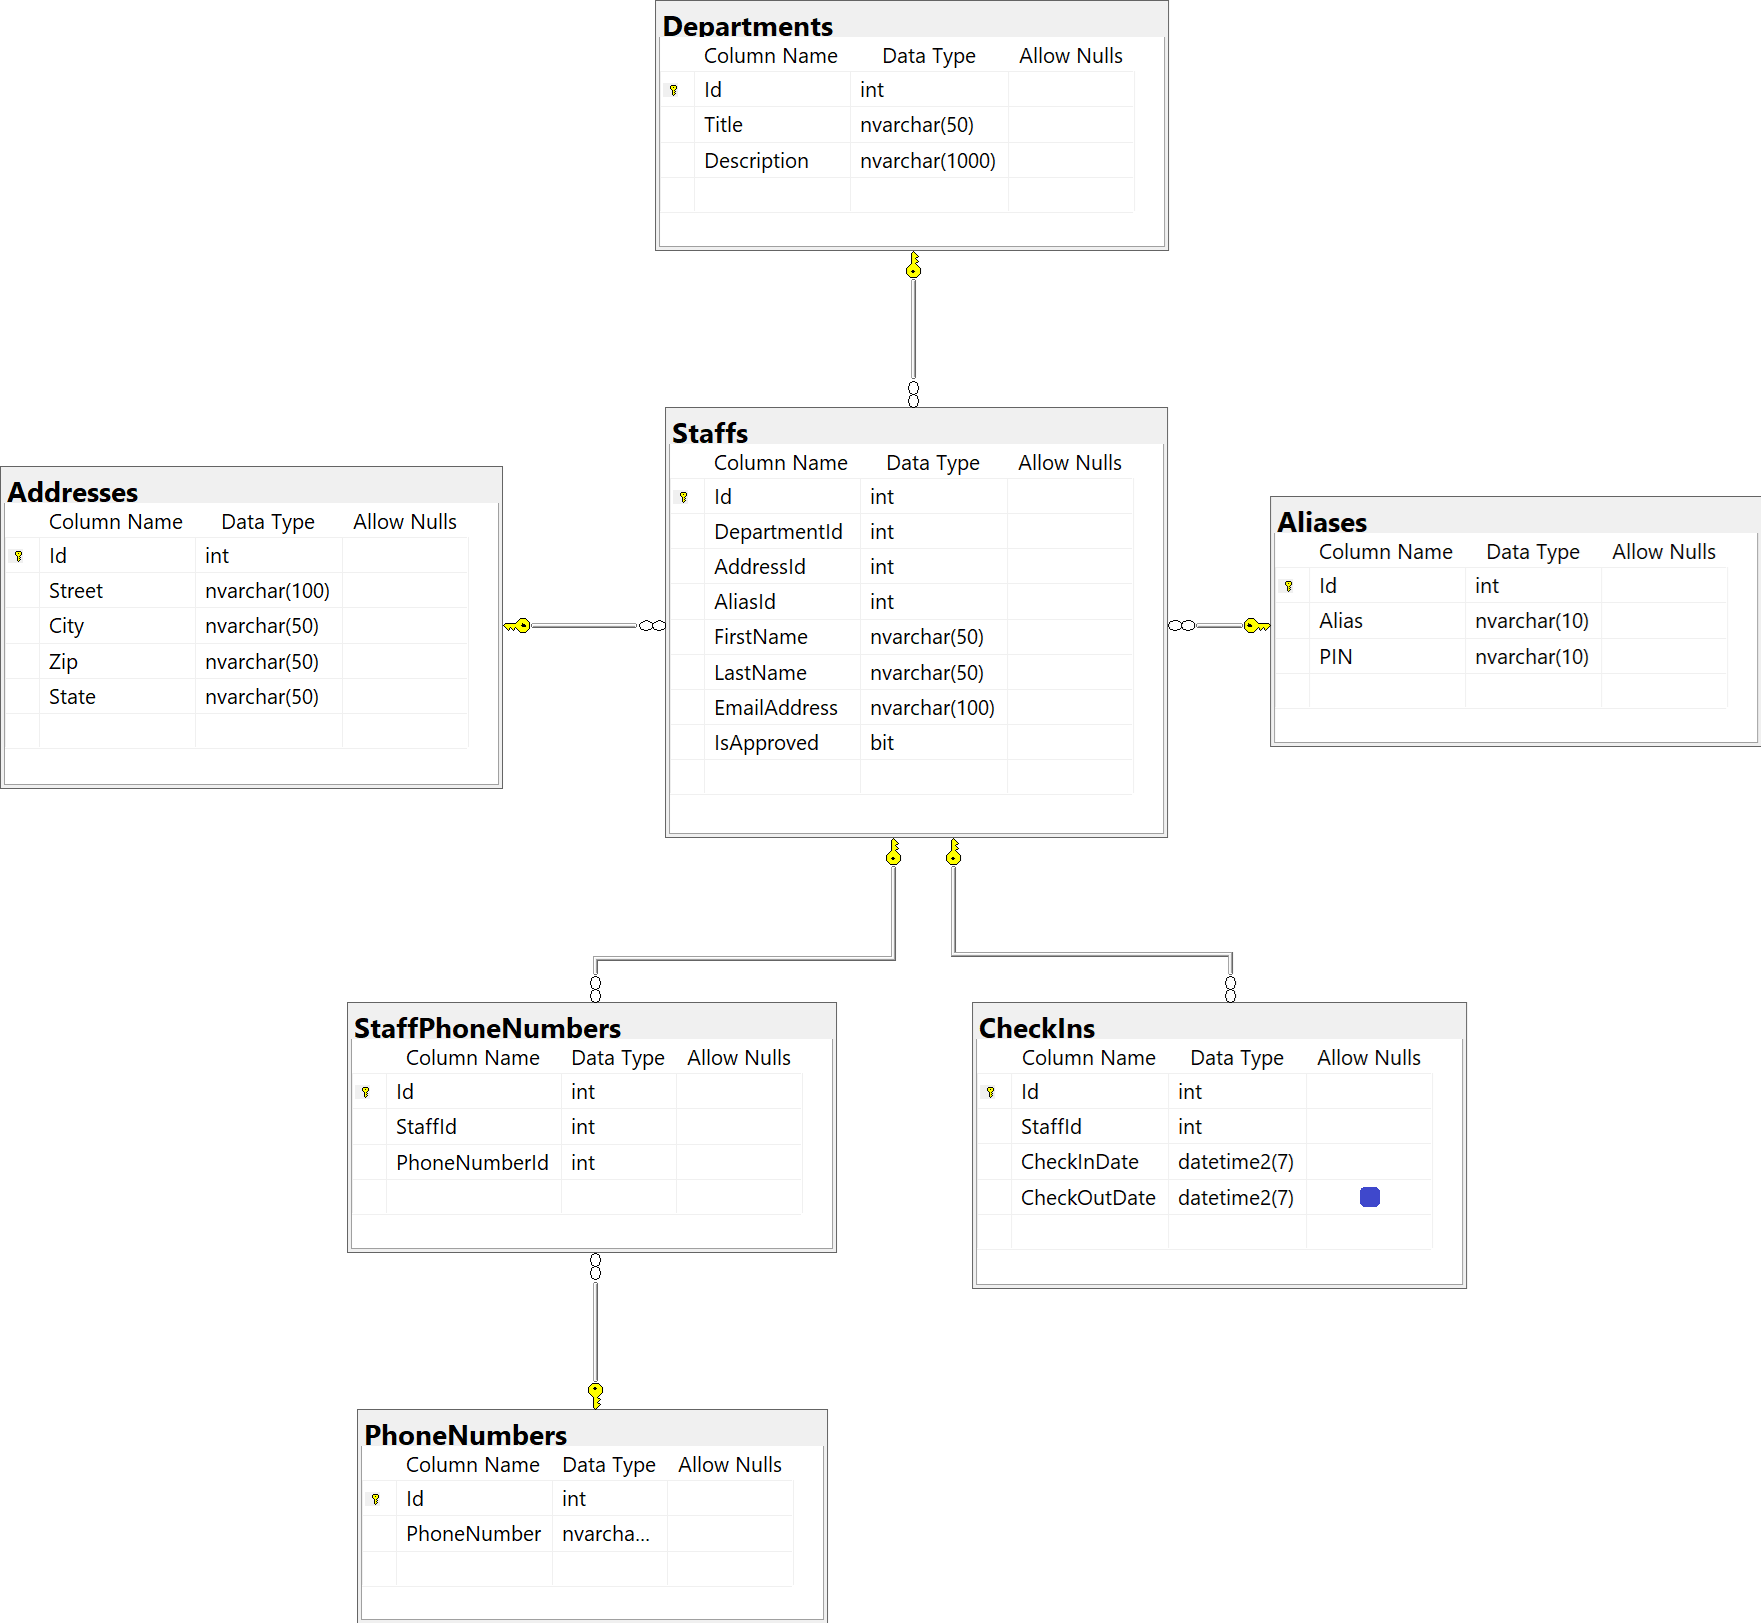 Departments
Column Name Data Type Allow Nulls
Id int
Title nvarchar(50)
Description nvarchar(1000)
Staffs
Column Name Data Type Allow Nulls
Id int
DepartmentId int
AddressId int
AliasId int
FirstName nvarchar(50)
LastName nvarchar(50)
EmailAddress nvarchar(100)
IsApproved bit
Addresses
Column Name Data Type Allow Nulls
Id int
Street nvarchar(100)
City nvarchar(50)
Zip nvarchar(50)
State nvarchar(50)
Aliases
Column Name Data Type Allow Nulls
Id int
Alias nvarchar(10)
PIN nvarchar(10)
StaffPhoneNumbers
Column Name Data Type Allow Nulls
Id int
StaffId int
PhoneNumberId int
CheckIns
Column Name Data Type Allow Nulls
Id int
StaffId int
CheckInDate datetime2(7)
CheckOutDate datetime2(7)
PhoneNumbers
Column Name Data Type Allow Nulls
Id int
PhoneNumber nvarcha...